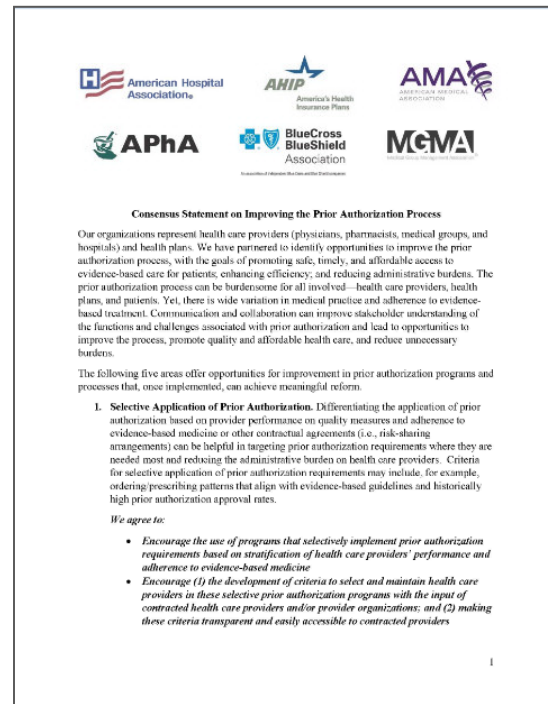 American Hospital
Association®
AHIP
America's Health
Insurance Plans
AMA
AMERICAN MEDICAL
ASSOCIATION
APhA
BlueCross
BlueShield
Association
An Association of Independent Blue Cross and Blue Shield Companies
MGMA
Medical Group Management Association®
Consensus Statement on Improving the Prior Authorization Process
Our organizations represent health care providers (physicians, pharmacists, medical groups, and
hospitals) and health plans. We have partnered to identify opportunities to improve the prior
authorization process, with the goals of promoting safe, timely, and affordable access to
evidence-based care for patients; enhancing efficiency; and reducing administrative burdens. The
prior authorization process can be burdensome for all involved—health care providers, health
plans, and patients. Yet, there is wide variation in medical practice and adherence to evidence-
based treatment. Communication and collaboration can improve stakeholder understanding of
the functions and challenges associated with prior authorization and lead to opportunities to
improve the process, promote quality and affordable health care, and reduce unnecessary
burdens.
The following five areas offer opportunities for improvement in prior authorization programs and
processes that, once implemented, can achieve meaningful reform.
1. Selective Application of Prior Authorization. Differentiating the application of prior
authorization based on provider performance on quality measures and adherence to
evidence-based medicine or other contractual agreements (i.e., risk-sharing
arrangements) can be helpful in targeting prior authorization requirements where they are
needed most and reducing the administrative burden on health care providers. Criteria
for selective application of prior authorization requirements may include, for example,
ordering/prescribing patterns that align with evidence-based guidelines and historically
high prior authorization approval rates.
We agree to:
• Encourage the use of programs that selectively implement prior authorization
requirements based on stratification of health care providers' performance and
adherence to evidence-based medicine
• Encourage (1) the development of criteria to select and maintain health care
providers in these selective prior authorization programs with the input of
contracted health care providers and/or provider organizations; and (2) making
these criteria transparent and easily accessible to contracted providers
1